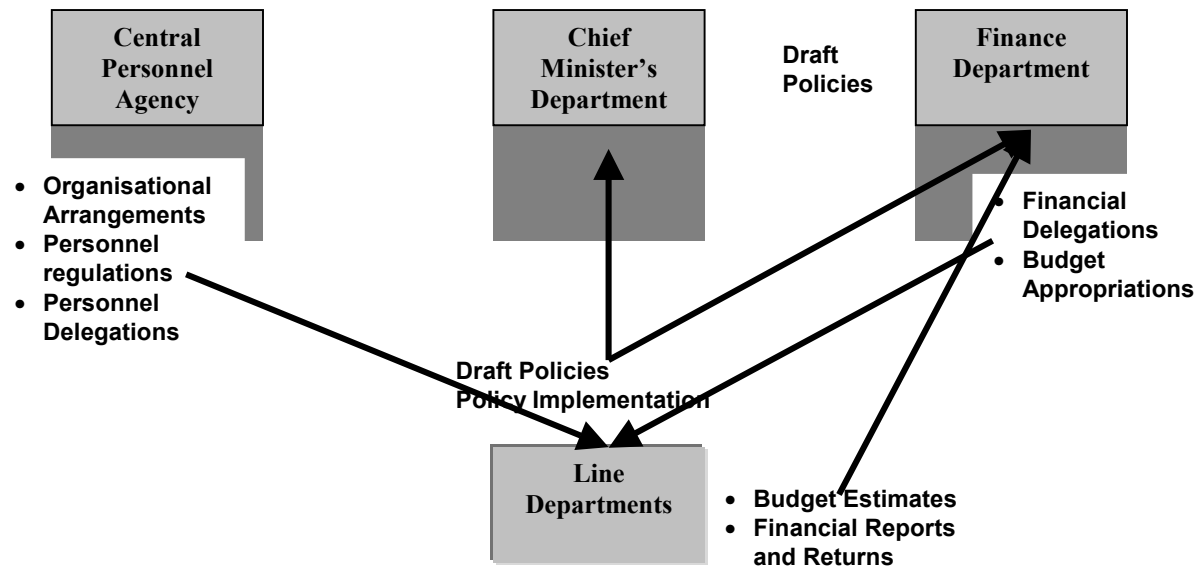 Central
Personnel
Agency
Chief
Minister’s
Department
Draft
Policies
Finance
Department
• Organisational
Arrangements
• Personnel
regulations
• Personnel
Delegations
• Financial
Delegations
• Budget
Appropriations
Draft Policies
Policy Implementation
Line
Departments
• Budget Estimates
• Financial Reports
and Returns